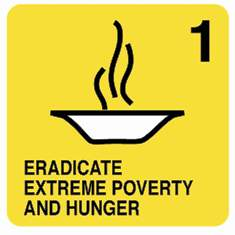 1
ERADICATE
EXTREME POVERTY
AND HUNGER